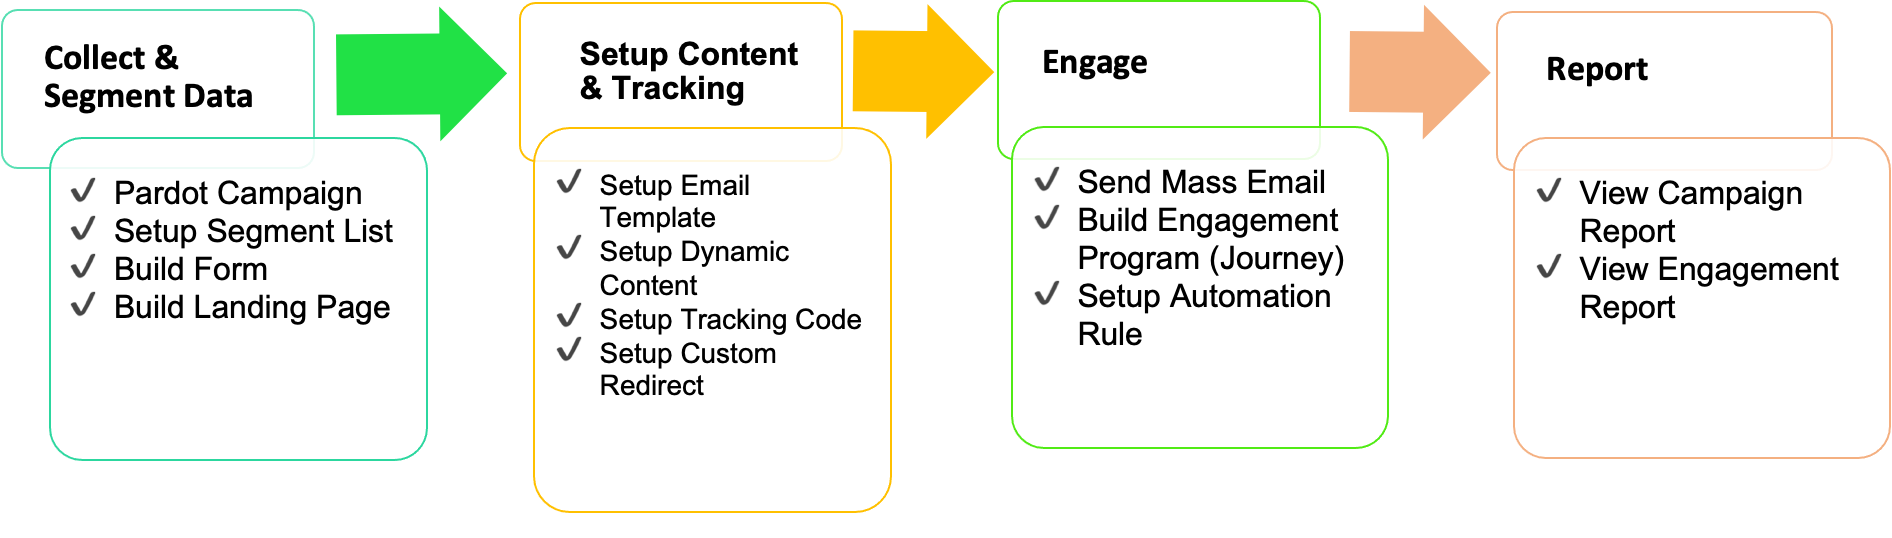 Collect &
Segment Data
✔ Pardot Campaign
✔ Setup Segment List
✔ Build Form
✔ Build Landing Page
Setup Content
& Tracking
✔ Setup Email
Template
✔ Setup Dynamic
Content
✔ Setup Tracking Code
✔ Setup Custom
Redirect
Engage
✔ Send Mass Email
✔ Build Engagement
Program (Journey)
✔ Setup Automation
Rule
Report
✔ View Campaign
Report
✔ View Engagement
Report